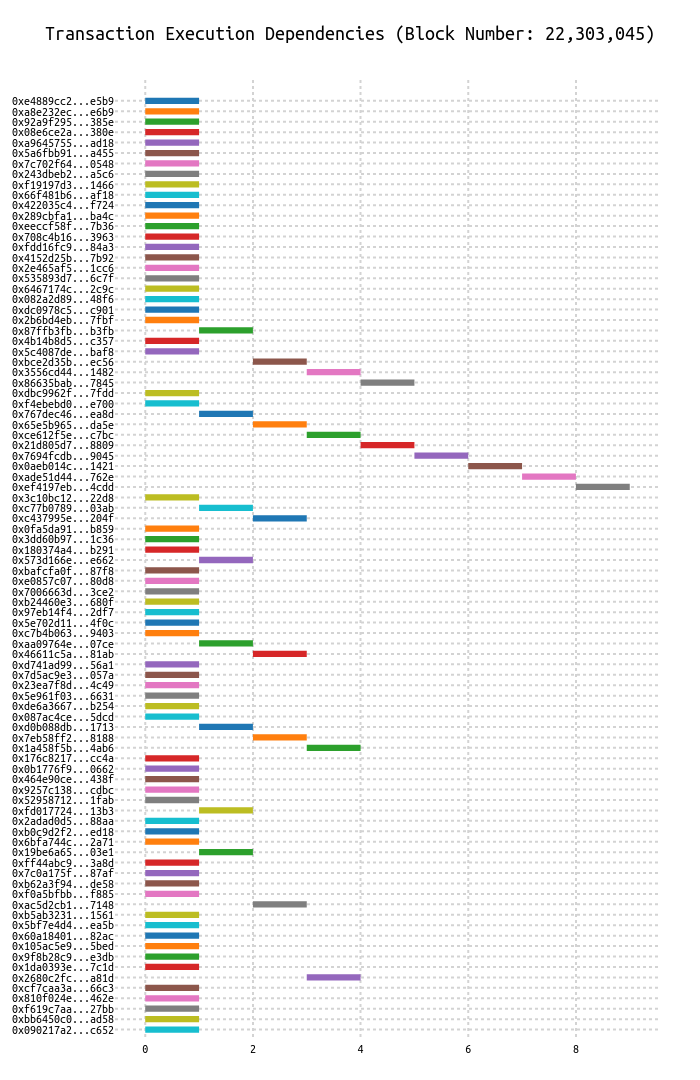 Transaction Execution Dependencies (Block Number: 22,303,045)
0xe4889cc2...e5b9
0xa8e232ec...e6b9
0x92a9f295...385e
0x08e6ce2a...380e
0xa9645755...ad18
0x5a6fbb91...a455
0x7c702f64...0548
0x243dbeb2...a5c6
0xf19197d3...1466
0x66f481b6...af18
0x422035c4...f724
0x289cbfa1...ba4c
0xeeccf58f...7b36
0x708c4b16...3963
0xfdd16fc9...84a3
0x4152d25b...7b92
0x2e465af5...1cc6
0x535893d7...6c7f
0x6467174c...2c9c
0x082a2d89...48f6
0xdc0978c5...c901
0x2b6bd4eb...7fbf
0x87ffb3fb...b3fb
0x4b14b8d5...c357
0x5c4087de...baf8
0xbce2d35b...ec56
0x3556cd44...1482
0x86635bab...7845
0xdbc9962f...7fdd
0xf4ebebd0...e700
0x767dec46...ea8d
0x65e5b965...da5e
0xce612f5e...c7bc
0x21d805d7...8809
0x7694fcdb...9045
0x0aeb014c...1421
0xade51d44...762e
0xef4197eb...4cdd
0x3c10bc12...22d8
0xc77b0789...03ab
0xc437995e...204f
0x0fa5da91...b859
0x3dd60b97...1c36
0x180374a4...b291
0x573d166e...e662
0xbafcfa0f...87f8
0xe0857c07...80d8
0x7006663d...3ce2
0xb24460e3...680f
0x97eb14f4...2df7
0x5e702d11...4f0c
0xc7b4b063...9403
0xaa09764e...07ce
0x46611c5a...81ab
0xd741ad99...56a1
0x7d5ac9e3...057a
0x23ea7f8d...4c49
0x5e961f03...6631
0xde6a3667...b254
0x087ac4ce...5dcd
0xd0b088db...1713
0x7eb58ff2...8188
0x1a458f5b...4ab6
0x176c8217...cc4a
0x0b1776f9...0662
0x464e90ce...438f
0x9257c138...cdbc
0x52958712...1fab
0xfd017724...13b3
0x2adad0d5...88aa
0xb0c9d2f2...ed18
0x6bfa744c...2a71
0x19be6a65...03e1
0xff44abc9...3a8d
0x7c0a175f...87af
0xb62a3f94...de58
0xf0a5bfbb...f885
0xac5d2cb1...7148
0xb5ab3231...1561
0x5bf7e4d4...ea5b
0x60a18401...82ac
0x105ac5e9...5bed
0x9f8b28c9...e3db
0x1da0393e...7c1d
0x2680c2fc...a81d
0xcf7caa3a...66c3
0x810f024e...462e
0xf619c7aa...27bb
0xbb6450c0...ad58
0x090217a2...c652
0 2 4 6 8